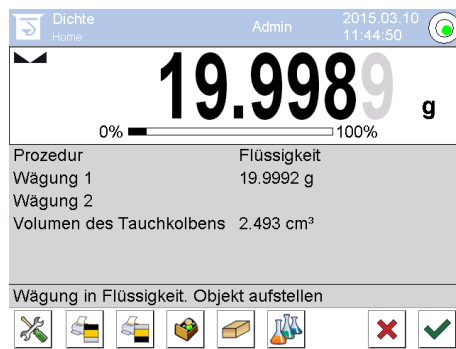 Dichte
Home
Admin
2015.03.10
11:44:50
19.9989 g
0% 100%
Prozedur Flüssigkeit
Wägung 1 19.9992 g
Wägung 2
Volumen des Tauchkolbens 2.493 cm³
Wägung in Flüssigkeit. Objekt aufstellen